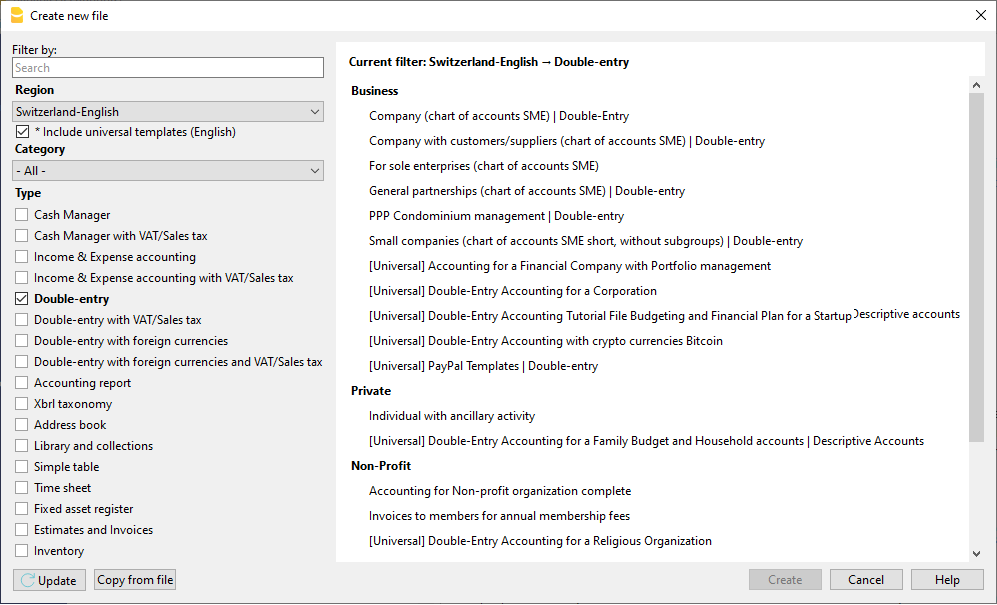 Create new file
Filter by:
Search
Region
Switzerland-English
* Include universal templates (English)
Category
- All -
Type
Cash Manager
Cash Manager with VAT/Sales tax
Income & Expense accounting
Income & Expense accounting with VAT/Sales tax
Double-entry
Double-entry with VAT/Sales tax
Double-entry with foreign currencies
Double-entry with foreign currencies and VAT/Sales tax
Accounting report
Xbrl taxonomy
Address book
Library and collections
Simple table
Time sheet
Fixed asset register
Estimates and Invoices
Inventory
Update
Copy from file
Current filter: Switzerland-English → Double-entry
Business
Company (chart of accounts SME) | Double-Entry
Company with customers/suppliers (chart of accounts SME) | Double-entry
For sole enterprises (chart of accounts SME)
General partnerships (chart of accounts SME) | Double-entry
PPP Condominium management | Double-entry
Small companies (chart of accounts SME short, without subgroups) | Double-entry
[Universal] Accounting for a Financial Company with Portfolio management
[Universal] Double-Entry Accounting for a Corporation
[Universal] Double-Entry Accounting Tutorial File Budgeting and Financial Plan for a Startup Descriptive accounts
[Universal] Double-Entry Accounting with crypto currencies Bitcoin
[Universal] PayPal Templates | Double-entry
Private
Individual with ancillary activity
[Universal] Double-Entry Accounting for a Family Budget and Household accounts | Descriptive Accounts
Non-Profit
Accounting for Non-profit organization complete
Invoices to members for annual membership fees
[Universal] Double-Entry Accounting for a Religious Organization
Create
Cancel
Help